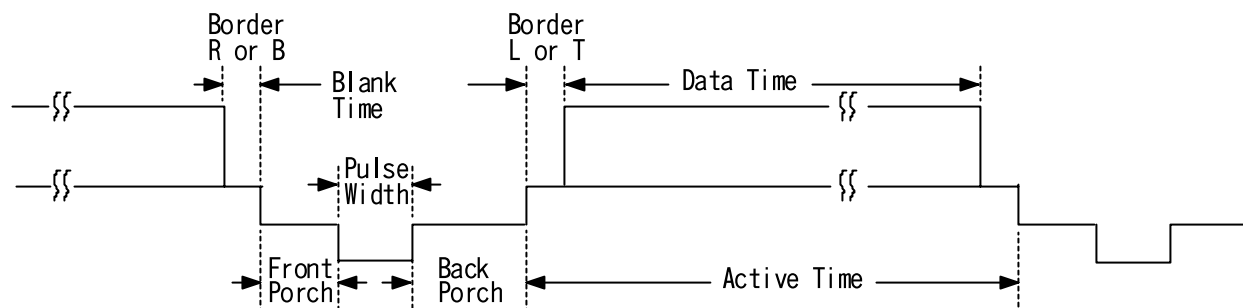 Border
R or B
Border
L or T
Blank
Time
Data Time
Pulse
Width
Front
Porch
Back
Porch
Active Time